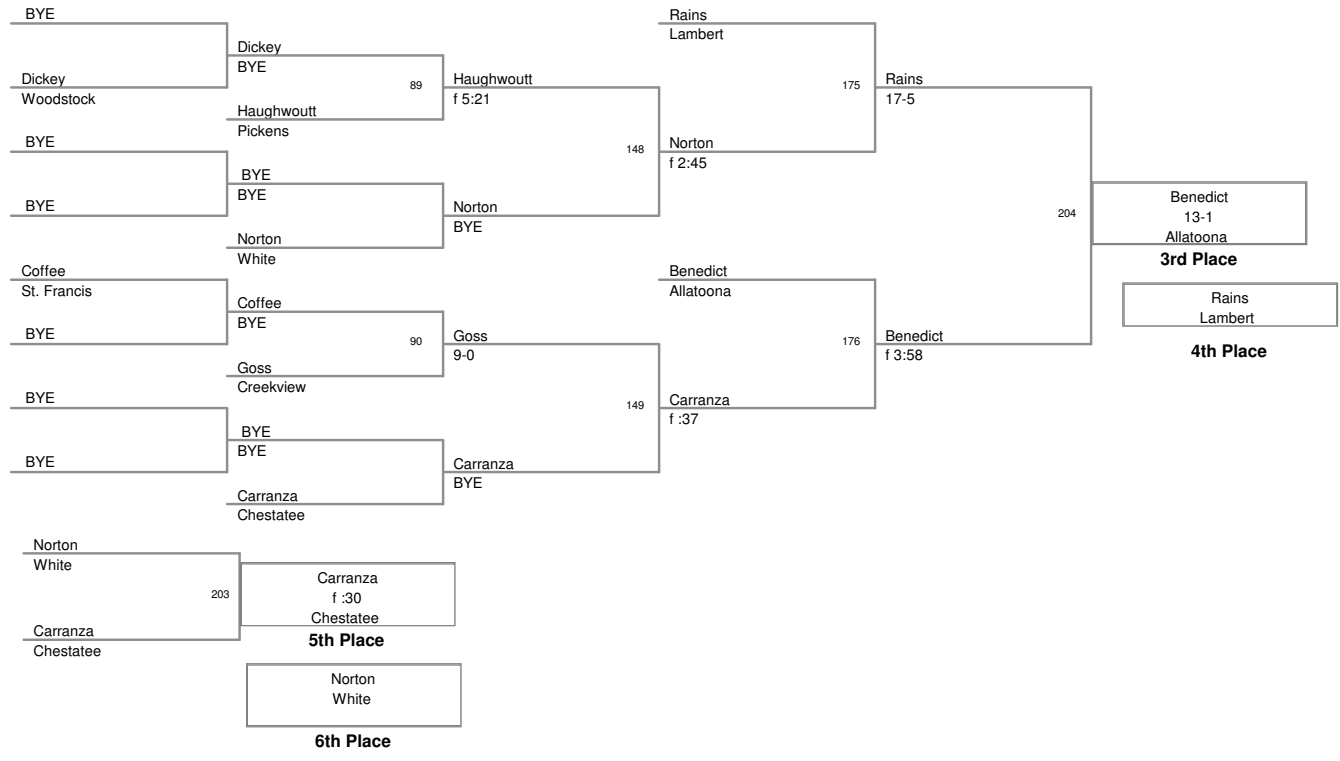 BYE
Dickey
Woodstock
BYE
BYE
Coffee
St. Francis
BYE
BYE
BYE
Dickey
BYE
89
Haughwoutt
Pickens
BYE
BYE
Norton
White
Coffee
BYE
90
Goss
Creekview
BYE
BYE
Carranza
Chestatee
Haughwoutt
f 5:21
148
Norton
BYE
Goss
9-0
149
Carranza
BYE
Rains
Lambert
175
Norton
f 2:45
Benedict
Allatoona
176
Carranza
f :37
Rains
17-5
204
Benedict
f 3:58
Benedict
13-1
Allatoona
3rd Place
Rains
Lambert
4th Place
Norton
White
203
Carranza
Chestatee
Carranza
f :30
Chestatee
5th Place
Norton
White
6th Place